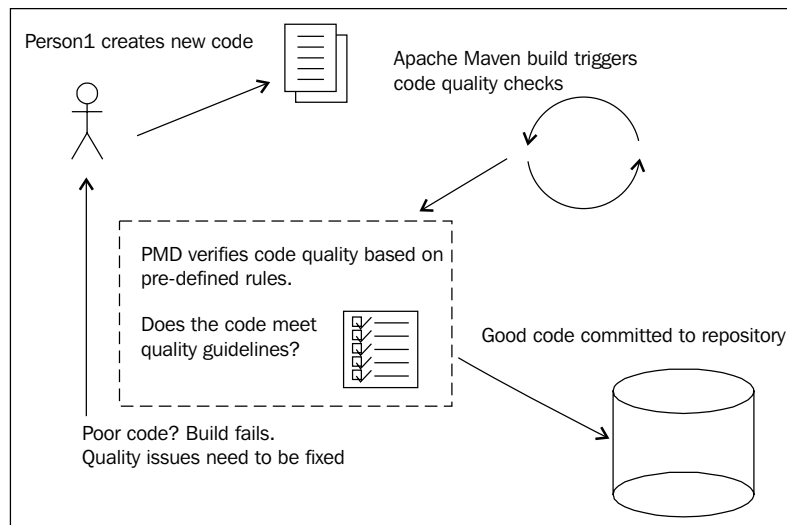 Person1 creates new code
Apache Maven build triggers
code quality checks
PMD verifies code quality based on
pre-defined rules.
Does the code meet
quality guidelines?
Good code committed to repository
Poor code? Build fails.
Quality issues need to be fixed